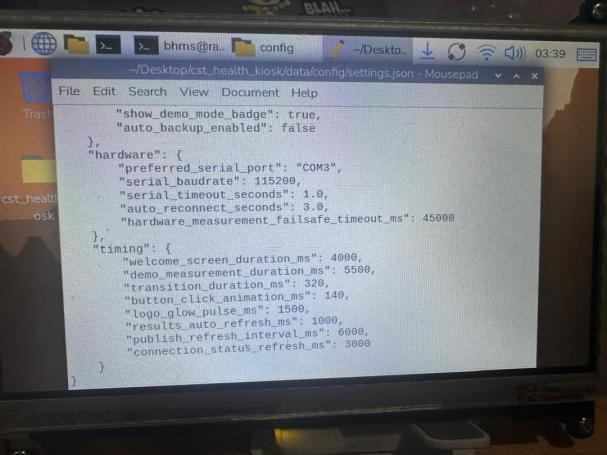 BLAH
bhms@ra..
config
~/Deskto..
03:39
~/Desktop/cst_health_kiosk/data/config/settings.json - Mousepad
File Edit Search View Document Help
Trash
cst_healt
osk
"show_demo_mode_badge": true,
"auto_backup_enabled": false
},
"hardware": {
"preferred_serial_port": "COM3",
"serial_baudrate": 115200,
"serial_timeout_seconds": 1.0,
"auto_reconnect_seconds": 3.0,
"hardware_measurement_failsafe_timeout_ms": 45000
},
"timing": {
"welcome_screen_duration_ms": 4000,
"demo_measurement_duration_ms": 5500,
"transition_duration_ms": 320,
"button_click_animation_ms": 140,
"logo_glow_pulse_ms": 1500,
"results_auto_refresh_ms": 1000,
"publish_refresh_interval_ms": 6000,
"connection_status_refresh_ms": 3000
}
}